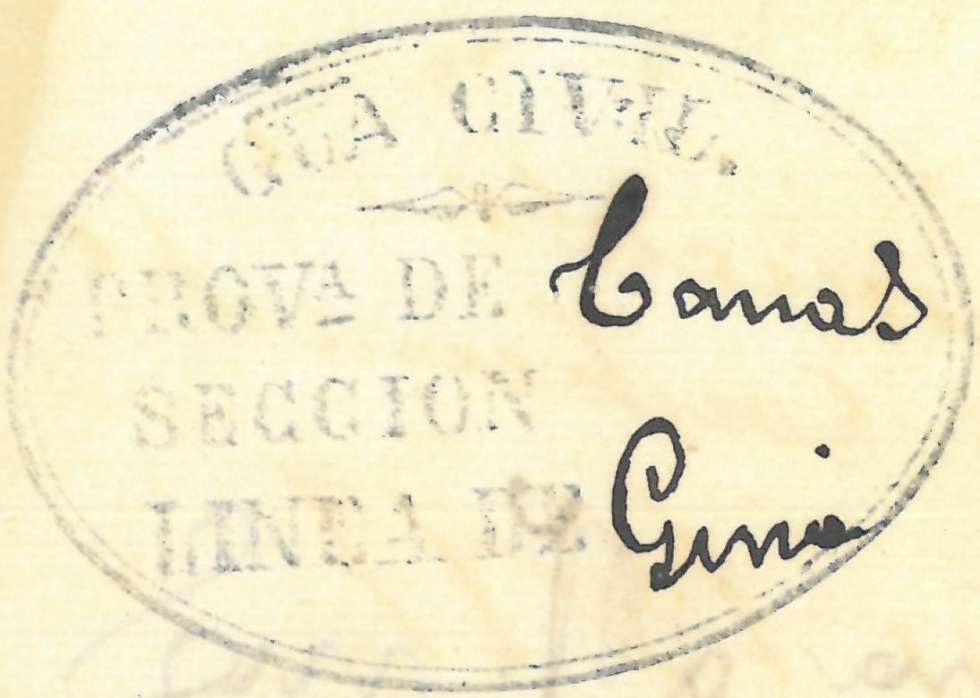 GUA CIVIL.
PROVA DE Canas
SECCION
LINEA DE Guia